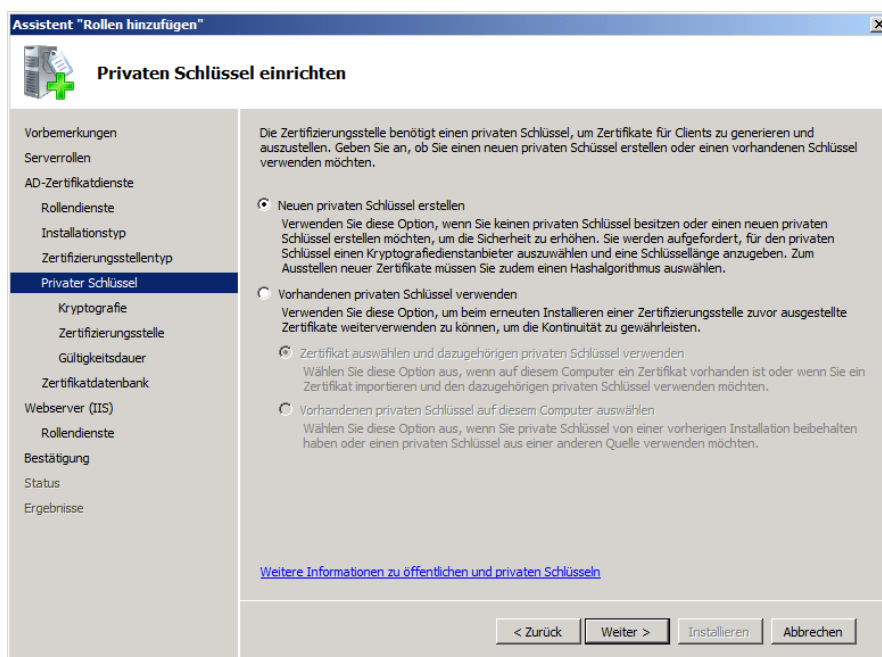 Assistent "Rollen hinzufügen"
Privaten Schlüssel einrichten
Vorbemerkungen
Serverrollen
AD-Zertifikatdienste
Rollendienste
Installationstyp
Zertifizierungsstellentyp
Privater Schlüssel
Kryptografie
Zertifizierungsstelle
Gültigkeitsdauer
Zertifikatdatenbank
Webserver (IIS)
Rollendienste
Bestätigung
Status
Ergebnisse
Die Zertifizierungsstelle benötigt einen privaten Schlüssel, um Zertifikate für Clients zu generieren und
auszustellen. Geben Sie an, ob Sie einen neuen privaten Schüssel erstellen oder einen vorhandenen Schlüssel
verwenden möchten.
Neuen privaten Schlüssel erstellen
Verwenden Sie diese Option, wenn Sie keinen privaten Schlüssel besitzen oder einen neuen privaten
Schlüssel erstellen möchten, um die Sicherheit zu erhöhen. Sie werden aufgefordert, für den privaten
Schlüssel einen Kryptografiedienstanbieter auszuwählen und eine Schlüssellänge anzugeben. Zum
Ausstellen neuer Zertifikate müssen Sie zudem einen Hashalgorithmus auswählen.
Vorhandenen privaten Schlüssel verwenden
Verwenden Sie diese Option, um beim erneuten Installieren einer Zertifizierungsstelle zuvor ausgestellte
Zertifikate weiterverwenden zu können, um die Kontinuität zu gewährleisten.
Zertifikat auswählen und dazugehörigen privaten Schlüssel verwenden
Wählen Sie diese Option aus, wenn auf diesem Computer ein Zertifikat vorhanden ist oder wenn Sie ein
Zertifikat importieren und den dazugehörigen privaten Schlüssel verwenden möchten.
Vorhandenen privaten Schlüssel auf diesem Computer auswählen
Wählen Sie diese Option aus, wenn Sie private Schlüssel von einer vorherigen Installation beibehalten
haben oder einen privaten Schlüssel aus einer anderen Quelle verwenden möchten.
Weitere Informationen zu öffentlichen und privaten Schlüsseln
< Zurück
Weiter >
Installieren
Abbrechen